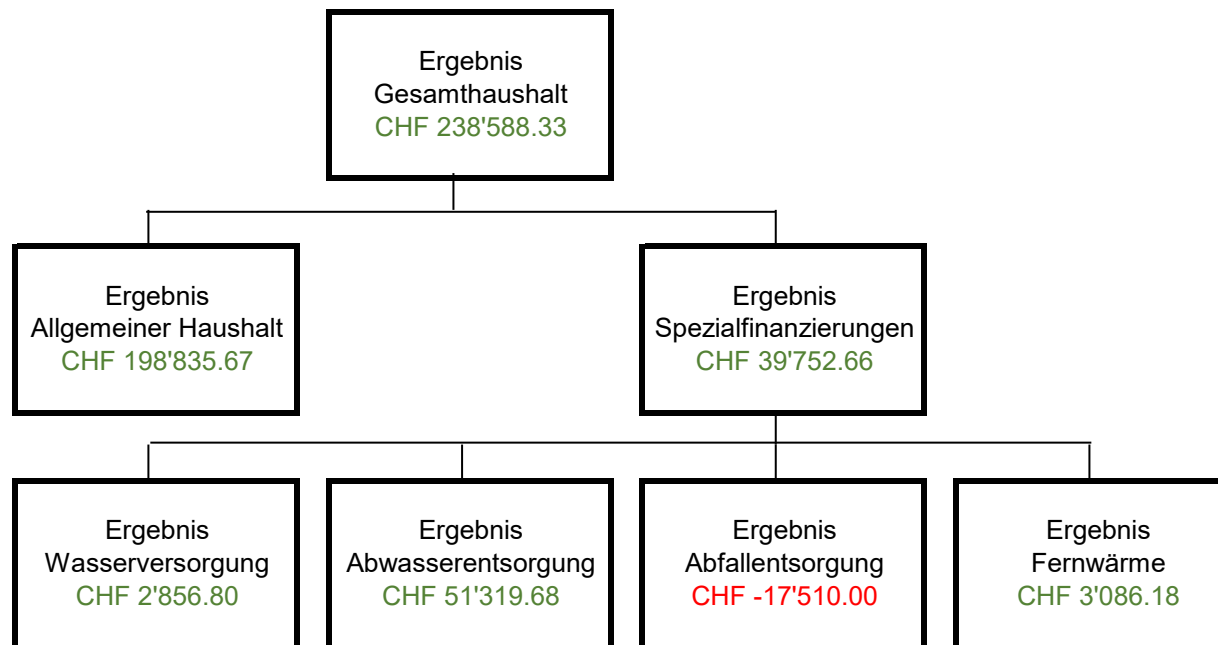 Ergebnis
Gesamthaushalt
CHF 238'588.33
Ergebnis
Allgemeiner Haushalt
CHF 198'835.67
Ergebnis
Spezialfinanzierungen
CHF 39'752.66
Ergebnis
Wasserversorgung
CHF 2'856.80
Ergebnis
Abwasserentsorgung
CHF 51'319.68
Ergebnis
Abfallentsorgung
CHF -17'510.00
Ergebnis
Fernwärme
CHF 3'086.18